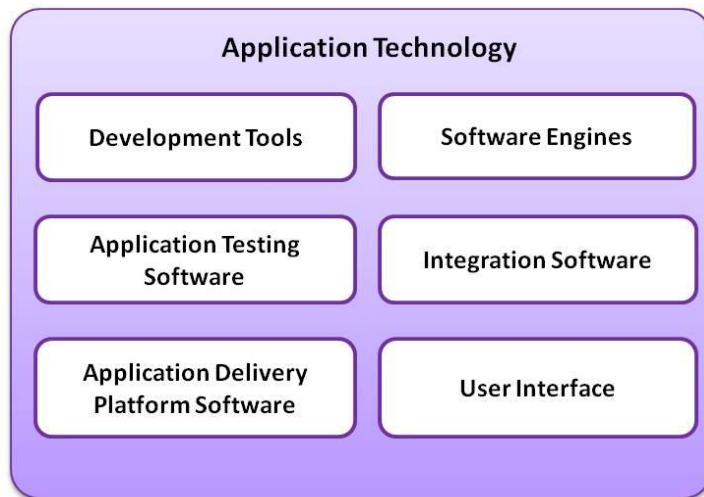 Application Technology
Development Tools
Software Engines
Application Testing
Software
Integration Software
Application Delivery
Platform Software
User Interface